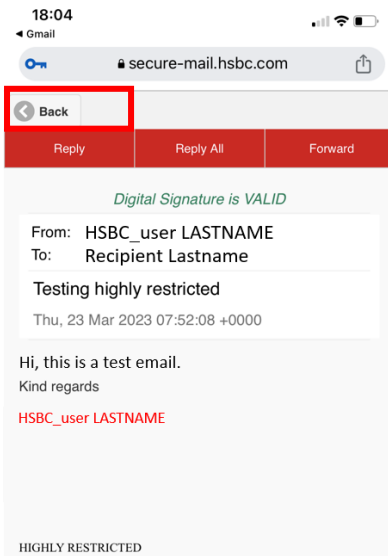 18:04
◀ Gmail
secure-mail.hsbc.com
Back
Reply Reply All Forward
Digital Signature is VALID
From: HSBC_user LASTNAME
To: Recipient Lastname
Testing highly restricted
Thu, 23 Mar 2023 07:52:08 +0000
Hi, this is a test email.
Kind regards
HSBC_user LASTNAME
HIGHLY RESTRICTED